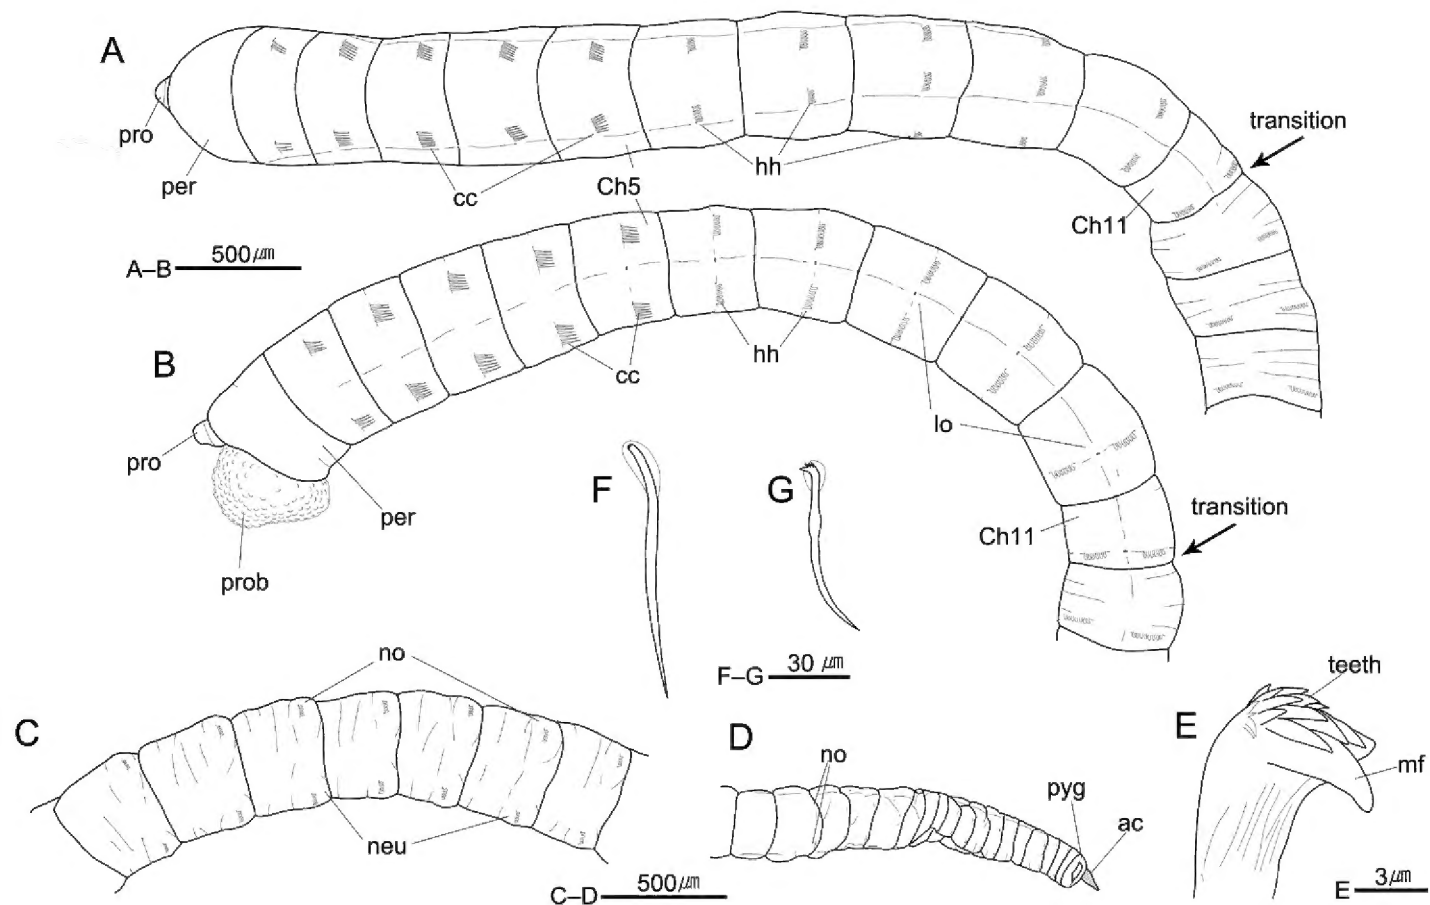 A
pro
per
cc
Ch5
hh
transition
Ch11
A–B 500㎛
B
pro
per
prob
cc
hh
lo
Ch11
transition
F
G
F–G 30 ㎛
C
no
neu
C–D 500㎛
D
no
pyg
ac
E
teeth
mf
E 3㎛